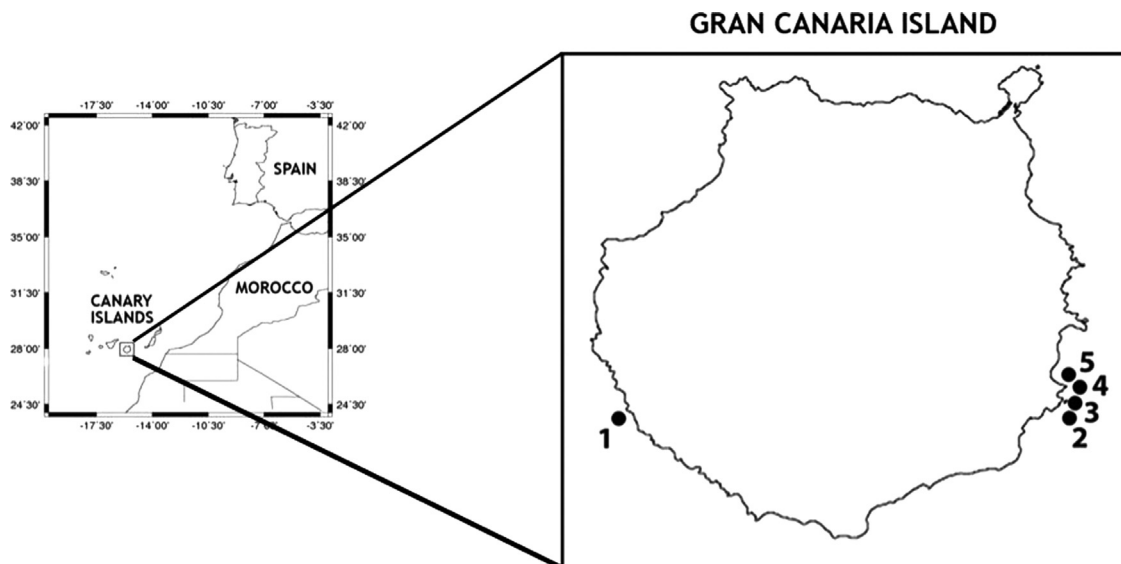 GRAN CANARIA ISLAND
-17˚30' -14˚00' -10˚30' -7˚00' -3˚30'
42˚00' 42˚00'
SPAIN
38˚30' 38˚30'
35˚00' 35˚00'
MOROCCO
31˚30' 31˚30'
CANARY
ISLANDS
28˚00' 28˚00'
24˚30' 24˚30'
-17˚30' -14˚00' -10˚30' -7˚00' -3˚30'
5
4
3
1 2